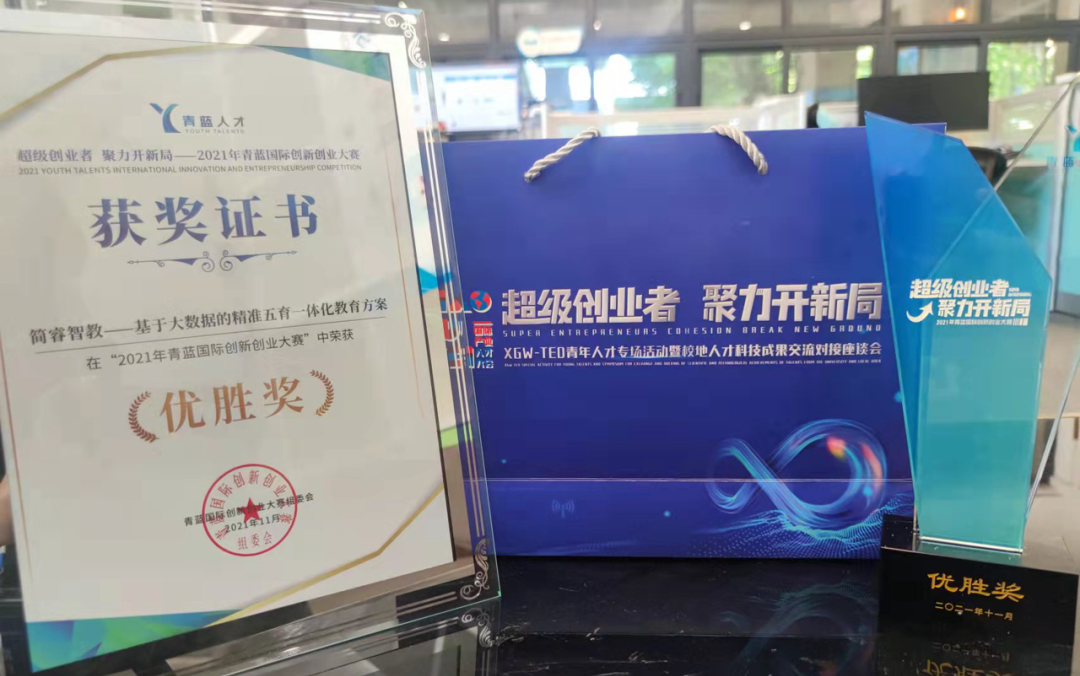 青蓝人才
YOUTH TALENTS
超级创业者 聚力开新局——2021年青蓝国际创新创业大赛
2021 YOUTH TALENTS INTERNATIONAL INNOVATION AND ENTREPRENEURSHIP COMPETITION
获奖证书
简睿智教——基于大数据的精准五育一体化教育方案
在“2021年青蓝国际创新创业大赛”中荣获
优胜奖
青蓝国际创新创业大赛组委会
2021年11月
组委会
超级创业者 聚力开新局
SUPER ENTREPRENEURS COHESION BREAK NEW GROUND
XGW-TED青年人才专场活动暨校地人才科技成果交流对接座谈会
产业
人才
大会
超级创业者
聚力开新局
2021年青蓝国际创新创业大赛
优胜奖
二〇二一年十一月
青蓝